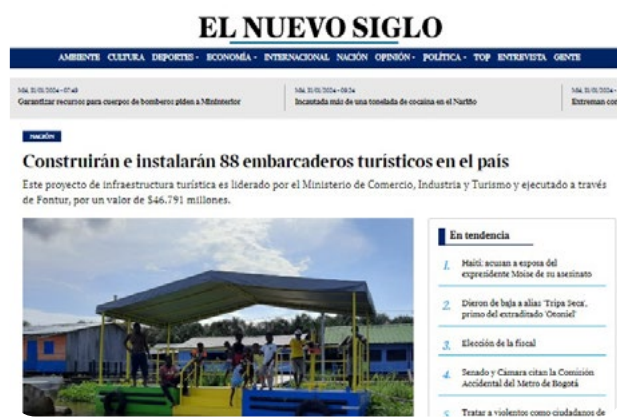 EL NUEVO SIGLO
AMBIENTE CULTURA DEPORTES - ECONOMÍA - INTERNACIONAL NACIÓN OPINIÓN - POLÍTICA - TOP ENTREVISTA GENTE
Garantizar recursos para cuerpos de bomberos piden a MinInterior
Incautada más de una tonelada de cocaína en el Nariño
Extreman con
NACIÓN
Construirán e instalarán 88 embarcaderos turísticos en el país
Este proyecto de infraestructura turística es liderado por el Ministerio de Comercio, Industria y Turismo y ejecutado a través
de Fontur, por un valor de $46.791 millones.
En tendencia
1. Haití: acusan a esposa del
expresidente Moise de su asesinato
2. Dieron de baja a alias 'Tripa Seca',
primo del extraditado 'Otoniel'
3. Elección de la fiscal
4. Senado y Cámara citan la Comisión
Accidental del Metro de Bogotá
5. Tratar a violentos como ciudadanos de